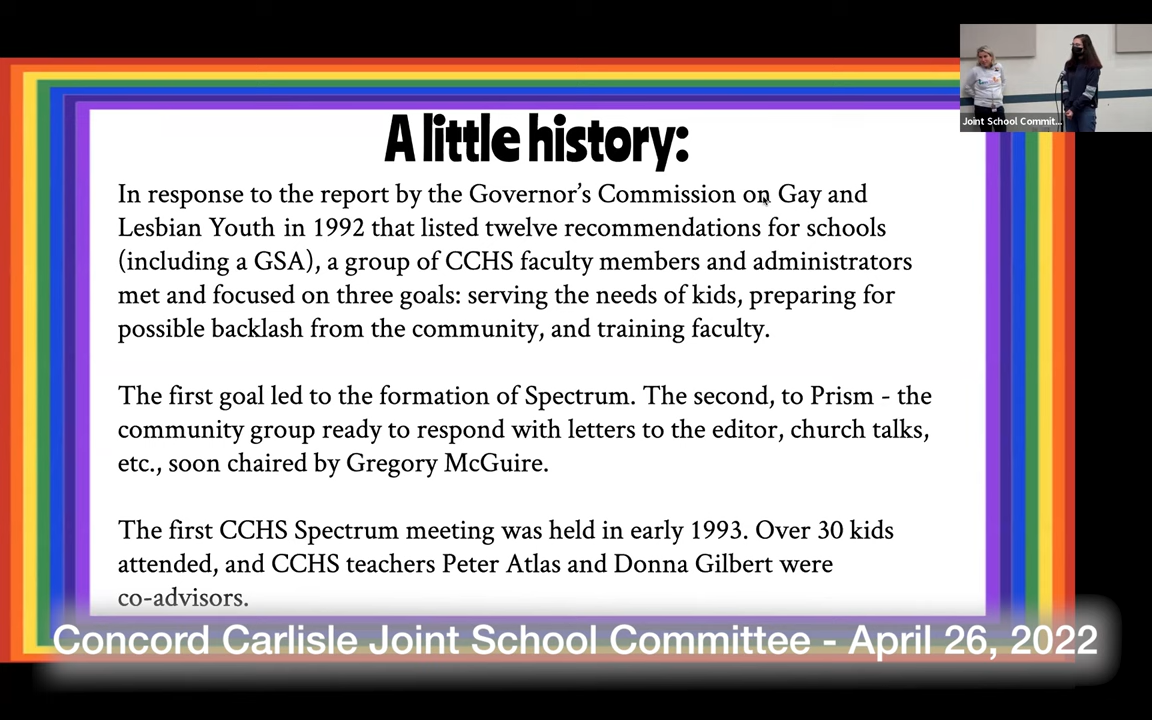 Joint School Commit...
A little history:
In response to the report by the Governor's Commission on Gay and
Lesbian Youth in 1992 that listed twelve recommendations for schools
(including a GSA), a group of CCHS faculty members and administrators
met and focused on three goals: serving the needs of kids, preparing for
possible backlash from the community, and training faculty.
The first goal led to the formation of Spectrum. The second, to Prism - the
community group ready to respond with letters to the editor, church talks,
etc., soon chaired by Gregory McGuire.
The first CCHS Spectrum meeting was held in early 1993. Over 30 kids
attended, and CCHS teachers Peter Atlas and Donna Gilbert were
co-advisors.
Concord Carlisle Joint School Committee - April 26, 2022